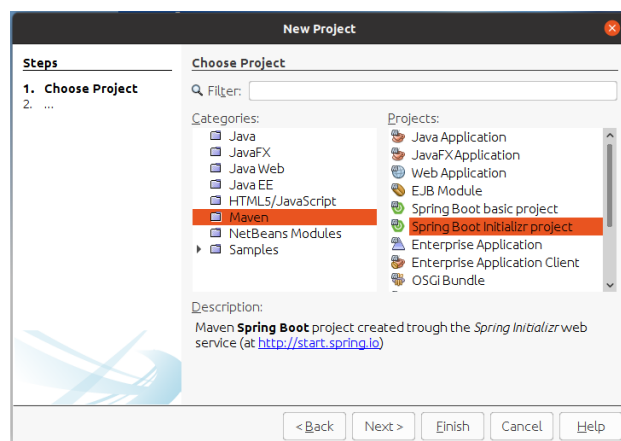 New Project
Steps
1. Choose Project
2. ...
Choose Project
Filter:
Categories:
Java
JavaFX
Java Web
Java EE
HTML5/JavaScript
Maven
NetBeans Modules
Samples
Projects:
Java Application
JavaFX Application
Web Application
EJB Module
Spring Boot basic project
Spring Boot Initializr project
Enterprise Application
Enterprise Application Client
OSGi Bundle
Description:
Maven Spring Boot project created trough the Spring Initializr web
service (at http://start.spring.io)
< Back Next > Finish Cancel Help